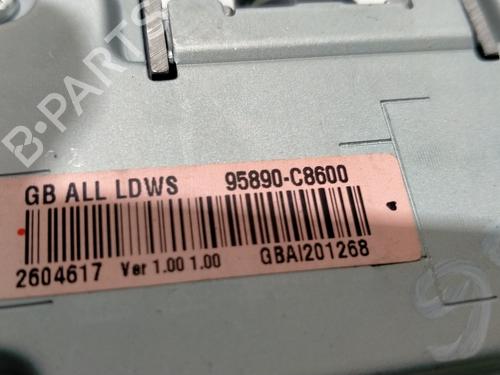 B-PARTS
GB ALL LDWS 95890-C8600
2604617 Ver 1.00 1.00 GBAI201268